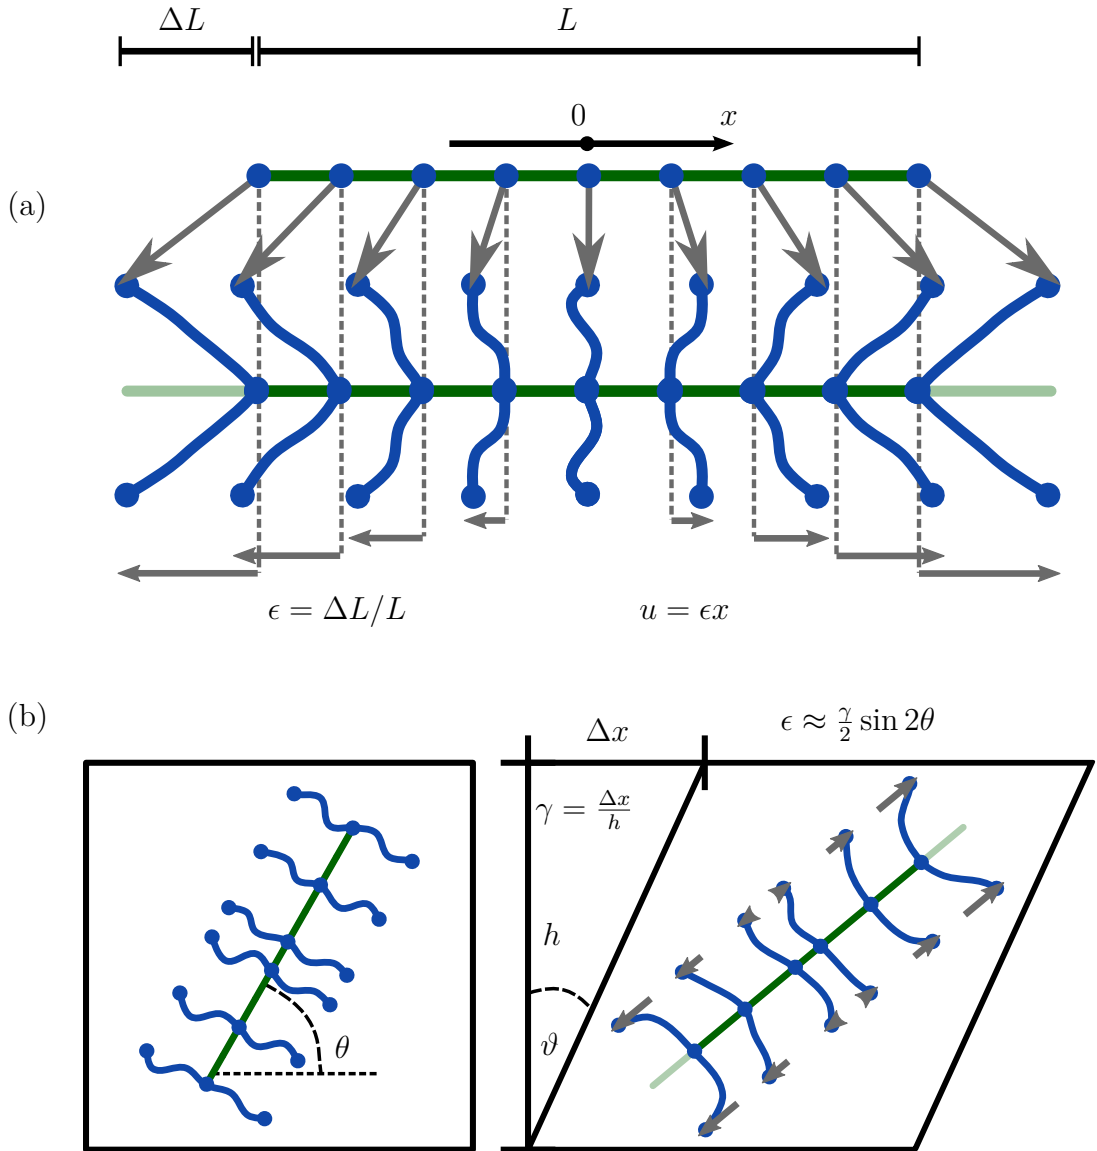 ΔL L
0 x
(a)
ϵ = ΔL/L u = ϵx
(b)
Δx ϵ ≈ γ/2 sin 2θ
γ = Δx/h
h
θ ϑ